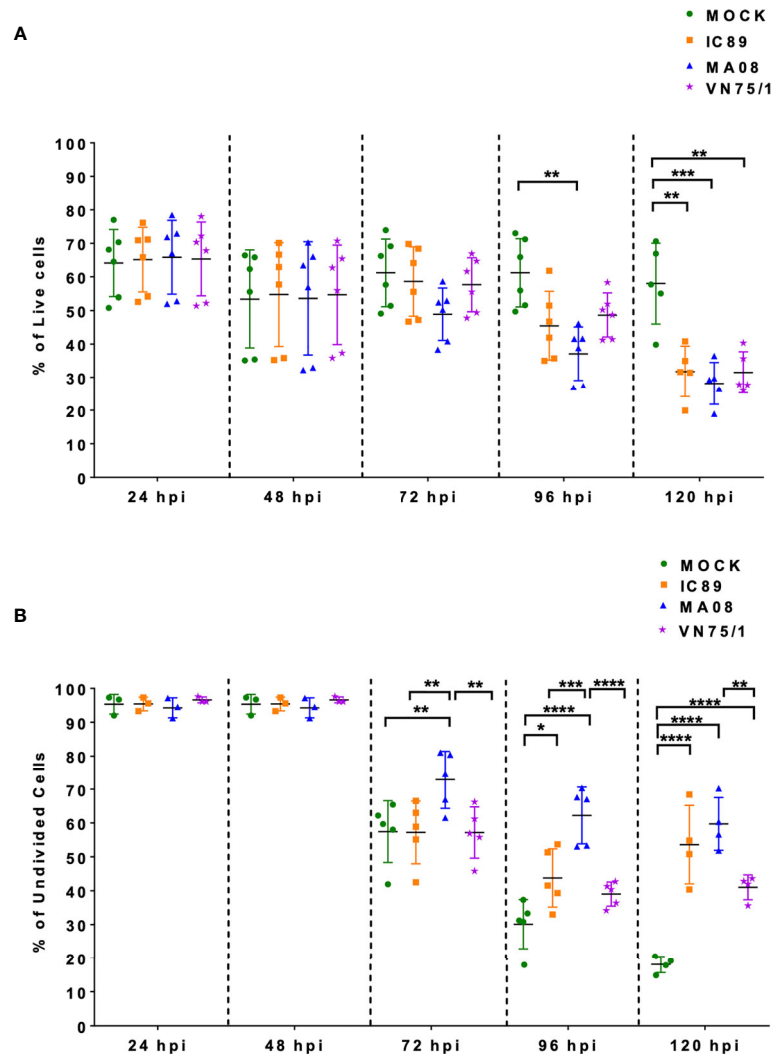 A
MOCK
IC89
MA08
VN75/1
% of Live cells
100
90
80
70
60
50
40
30
20
10
0
**
**
***
**
24 hpi 48 hpi 72 hpi 96 hpi 120 hpi
B
MOCK
IC89
MA08
VN75/1
% of Undivided Cells
100
90
80
70
60
50
40
30
20
10
0
** **
**
*** ****
****
*
**
****
****
****
24 hpi 48 hpi 72 hpi 96 hpi 120 hpi